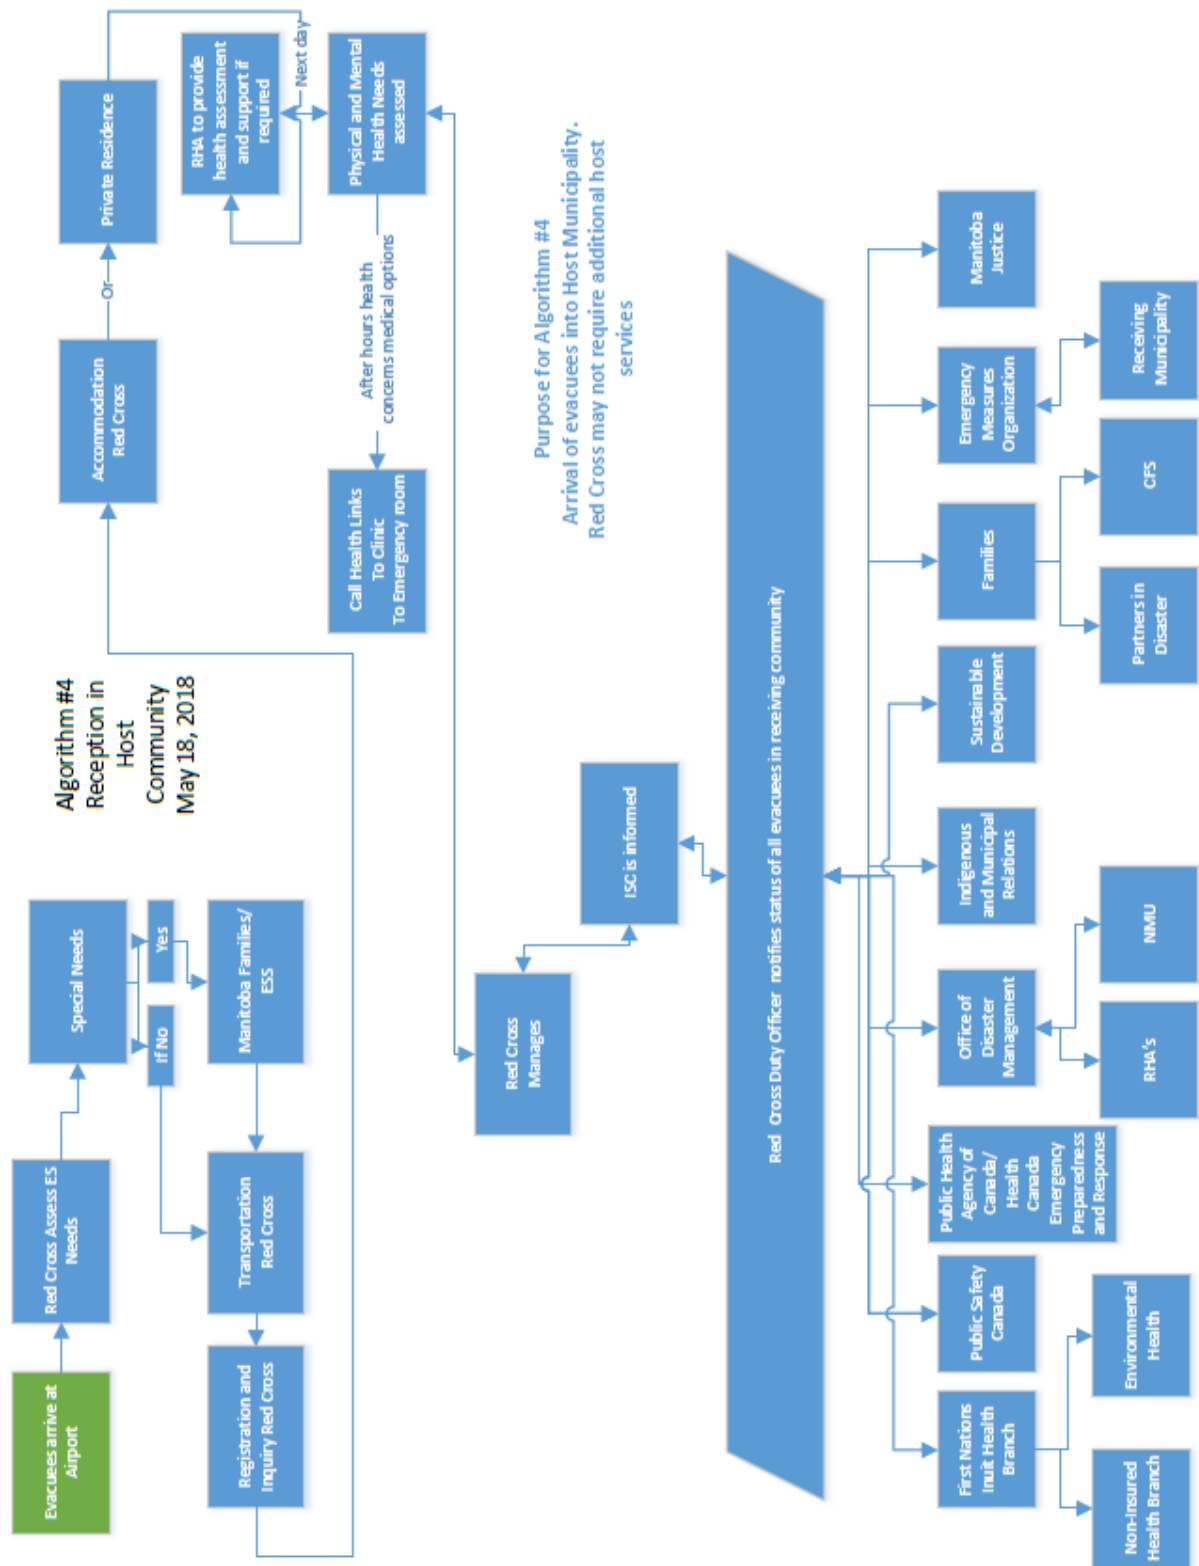 Evacuees arrive at
Airport
Red Cross Assess ES
Needs
Special Needs
If No
Yes
Manitoba Families/
ESS
Transportation
Red Cross
Registration and
Inquiry Red Cross
Algorithm #4
Reception in
Host
Community
May 18, 2018
Accommodation
Red Cross
Or
Private Residence
RHA to provide
health assessment
and support if
required
Next day
Physical and Mental
Health Needs
assessed
After hours health
concerns medical options
Call Health Links
To Clinic
To Emergency room
Red Cross
Manages
ISC is informed
Purpose for Algorithm #4
Arrival of evacuees into Host Municipality.
Red Cross may not require additional host
services
Red Cross Duty Officer notifies status of all evacuees in receiving community
First Nations
Inuit Health
Branch
Public Safety
Canada
Public Health
Agency of
Canada/
Health
Canada
Emergency
Preparedness
and Response
Office of
Disaster
Management
Indigenous
and Municipal
Relations
Sustainable
Development
Families
Emergency
Measures
Organization
Manitoba
Justice
Non-Insured
Health Branch
Environmental
Health
RHA's
NMU
Partners in
Disaster
CFS
Receiving
Municipality